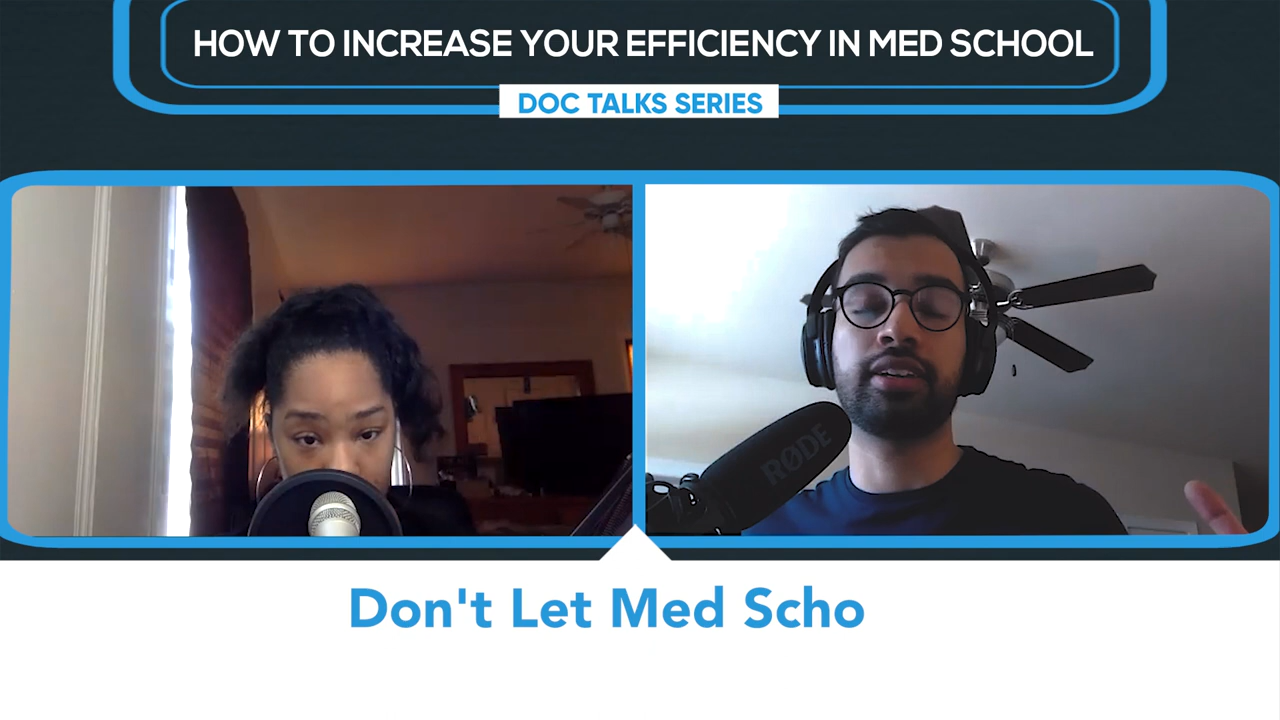 HOW TO INCREASE YOUR EFFICIENCY IN MED SCHOOL
DOC TALKS SERIES
RØDE
Don't Let Med Scho